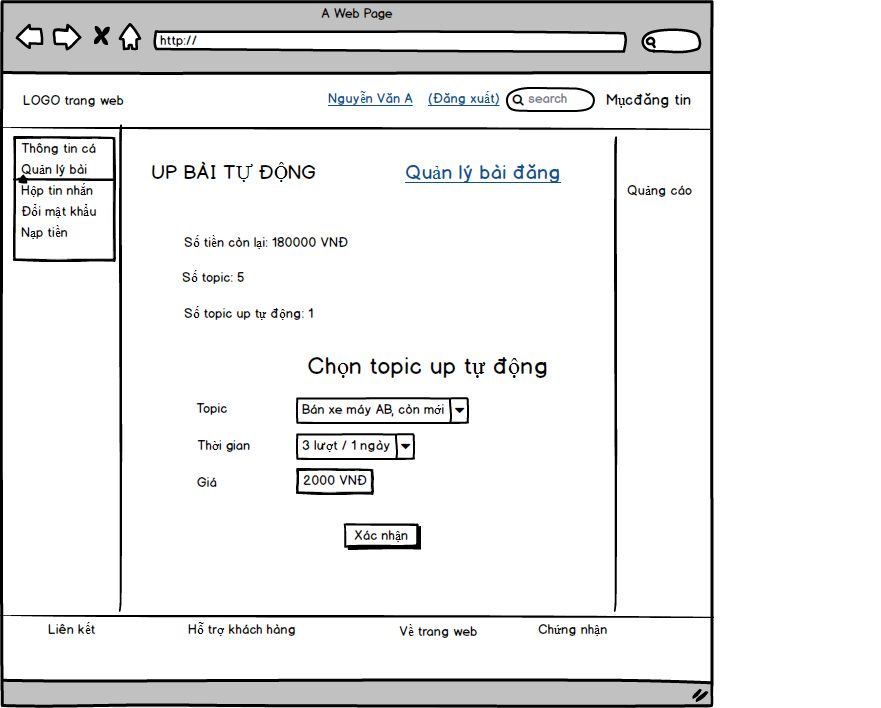 A Web Page
http://
LOGO trang web
Nguyễn Văn A
(Đăng xuất)
search
Mụcđăng tin
Thông tin cá
Quản lý bài
Hộp tin nhắn
Đổi mật khẩu
Nạp tiền
UP BÀI TỰ ĐỘNG
Quản lý bài đăng
Quảng cáo
Số tiền còn lại: 180000 VNĐ
Số topic: 5
Số topic up tự động: 1
Chọn topic up tự động
Topic
Bán xe máy AB, còn mới
Thời gian
3 lượt / 1 ngày
Giá
2000 VNĐ
Xác nhận
Liên kết
Hỗ trợ khách hàng
Về trang web
Chứng nhận